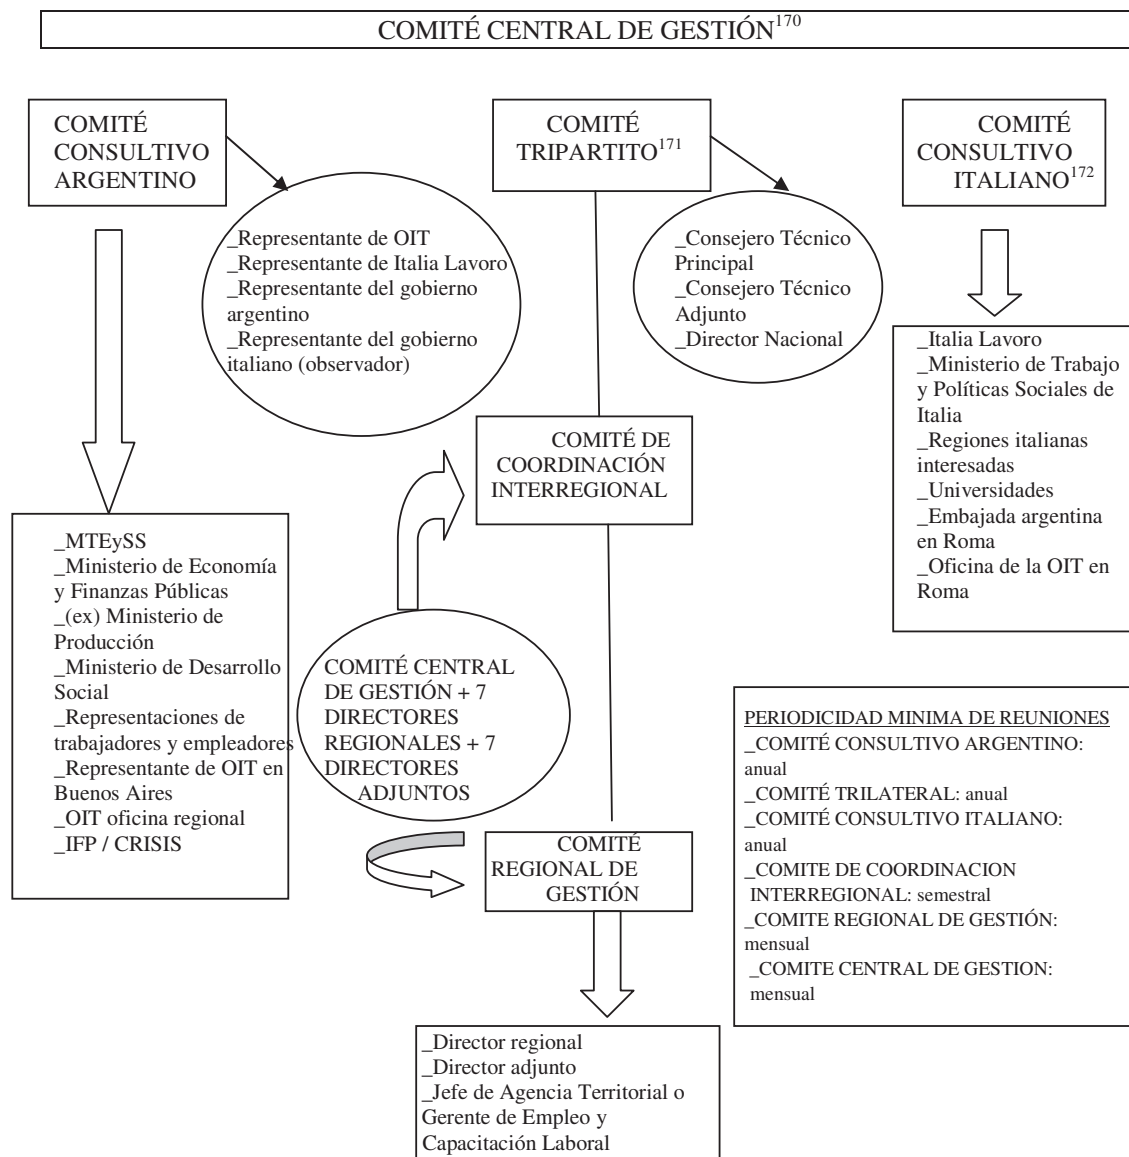 COMITÉ CENTRAL DE GESTIÓN170
COMITÉ
CONSULTIVO
ARGENTINO
COMITÉ
TRIPARTITO171
COMITÉ
CONSULTIVO
ITALIANO172
_Representante de OIT
_Representante de Italia Lavoro
_Representante del gobierno
argentino
_Representante del gobierno
italiano (observador)
_Consejero Técnico
Principal
_Consejero Técnico
Adjunto
_Director Nacional
_Italia Lavoro
_Ministerio de Trabajo
y Políticas Sociales de
Italia
_Regiones italianas
interesadas
_Universidades
_Embajada argentina
en Roma
_Oficina de la OIT en
Roma
COMITÉ DE
COORDINACIÓN
INTERREGIONAL
_MTEySS
_Ministerio de Economía
y Finanzas Públicas
_(ex) Ministerio de
Producción
_Ministerio de Desarrollo
Social
_Representaciones de
trabajadores y empleadores
_Representante de OIT en
Buenos Aires
_OIT oficina regional
_IFP / CRISIS
COMITÉ CENTRAL
DE GESTIÓN + 7
DIRECTORES
REGIONALES + 7
DIRECTORES
ADJUNTOS
PERIODICIDAD MINIMA DE REUNIONES
_COMITÉ CONSULTIVO ARGENTINO:
anual
_COMITÉ TRILATERAL: anual
_COMITÉ CONSULTIVO ITALIANO:
anual
_COMITE DE COORDINACION
INTERREGIONAL: semestral
_COMITE REGIONAL DE GESTIÓN:
mensual
_COMITE CENTRAL DE GESTION:
mensual
COMITÉ
REGIONAL DE
GESTIÓN
_Director regional
_Director adjunto
_Jefe de Agencia Territorial o
Gerente de Empleo y
Capacitación Laboral